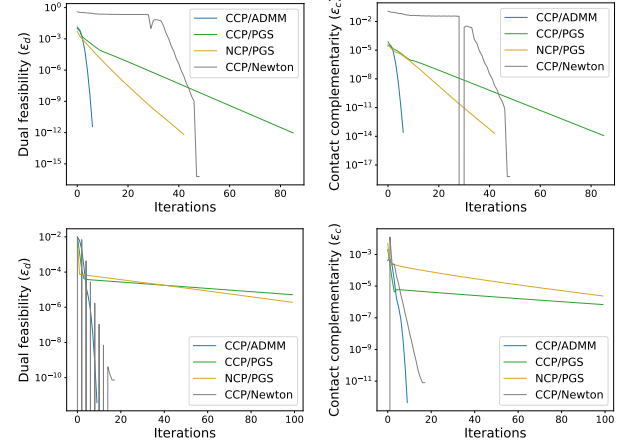 10^0
10^-3
10^-6
10^-9
10^-12
10^-15
Dual feasibility (ε_d)
0 20 40 60 80
Iterations
CCP/ADMM
CCP/PGS
NCP/PGS
CCP/Newton
10^-2
10^-5
10^-8
10^-11
10^-14
10^-17
Contact complementarity (ε_c)
0 20 40 60 80
Iterations
CCP/ADMM
CCP/PGS
NCP/PGS
CCP/Newton
10^-2
10^-4
10^-6
10^-8
10^-10
Dual feasibility (ε_d)
0 20 40 60 80 100
Iterations
CCP/ADMM
CCP/PGS
NCP/PGS
CCP/Newton
10^-3
10^-5
10^-7
10^-9
10^-11
Contact complementarity (ε_c)
0 20 40 60 80 100
Iterations
CCP/ADMM
CCP/PGS
NCP/PGS
CCP/Newton